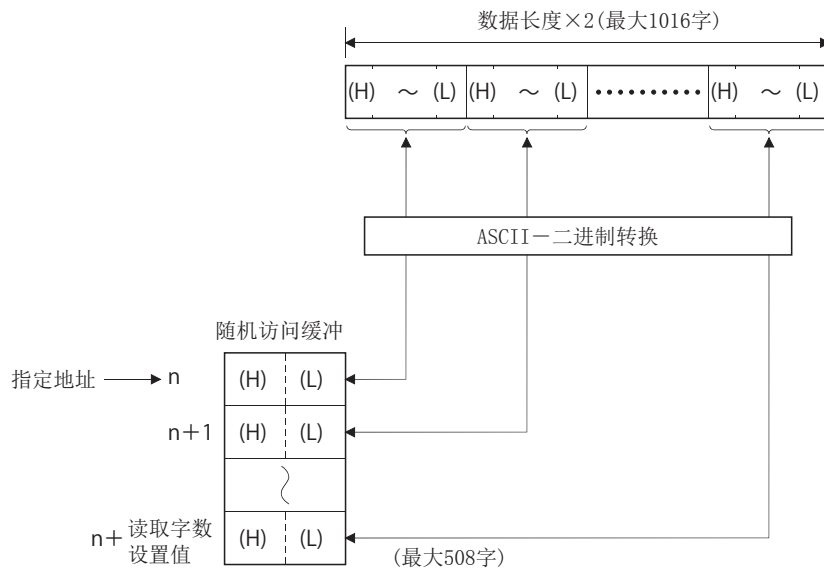 数据长度×2(最大1016字)
(H) ～ (L) (H) ～ (L) •••••••••• (H) ～ (L)
ASCII－二进制转换
随机访问缓冲
指定地址 n (H) (L)
n+1 (H) (L)
n+ 读取字数 (H) (L)
设置值
(最大508字)